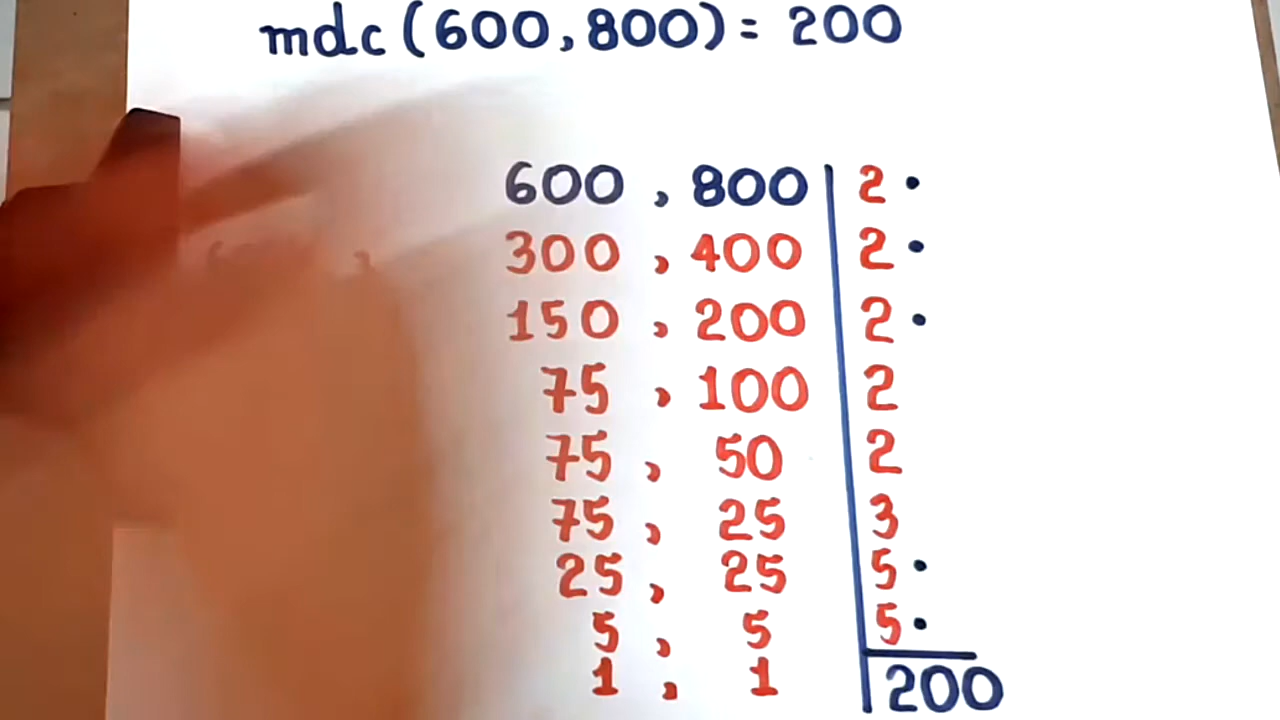 mdc (600, 800) = 200
600 , 800 | 2 •
300 , 400 | 2 •
150 , 200 | 2 •
75 , 100 | 2
75 , 50 | 2
75 , 25 | 3
25 , 25 | 5 •
5 , 5 | 5 •
1 , 1 | 200